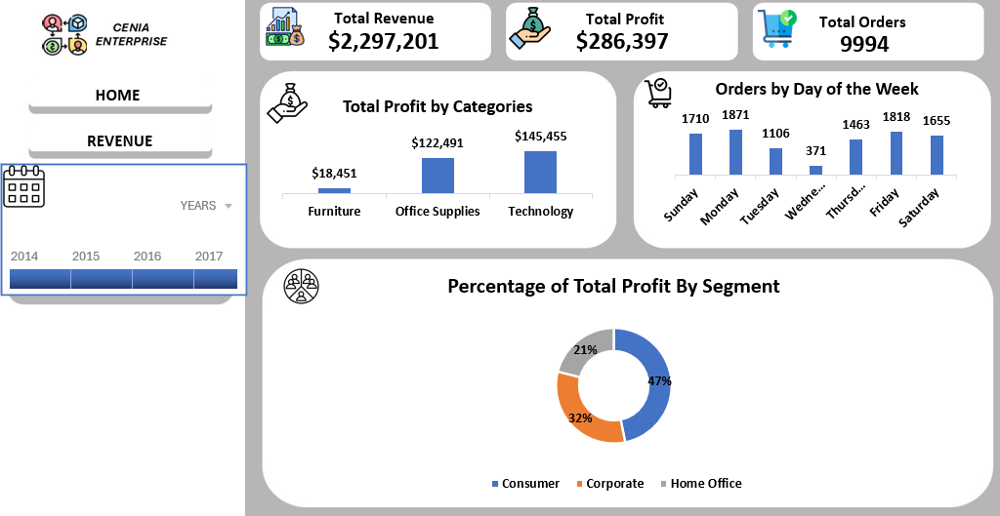 CENIA
ENTERPRISE
HOME
REVENUE
YEARS
2014 2015 2016 2017
Total Revenue
$2,297,201
Total Profit
$286,397
Total Orders
9994
Total Profit by Categories
$18,451 $122,491 $145,455
Furniture Office Supplies Technology
Orders by Day of the Week
1710 1871 1106 371 1463 1818 1655
Sunday Monday Tuesday Wedne... Thursd... Friday Saturday
Percentage of Total Profit By Segment
21%
47%
32%
Consumer Corporate Home Office